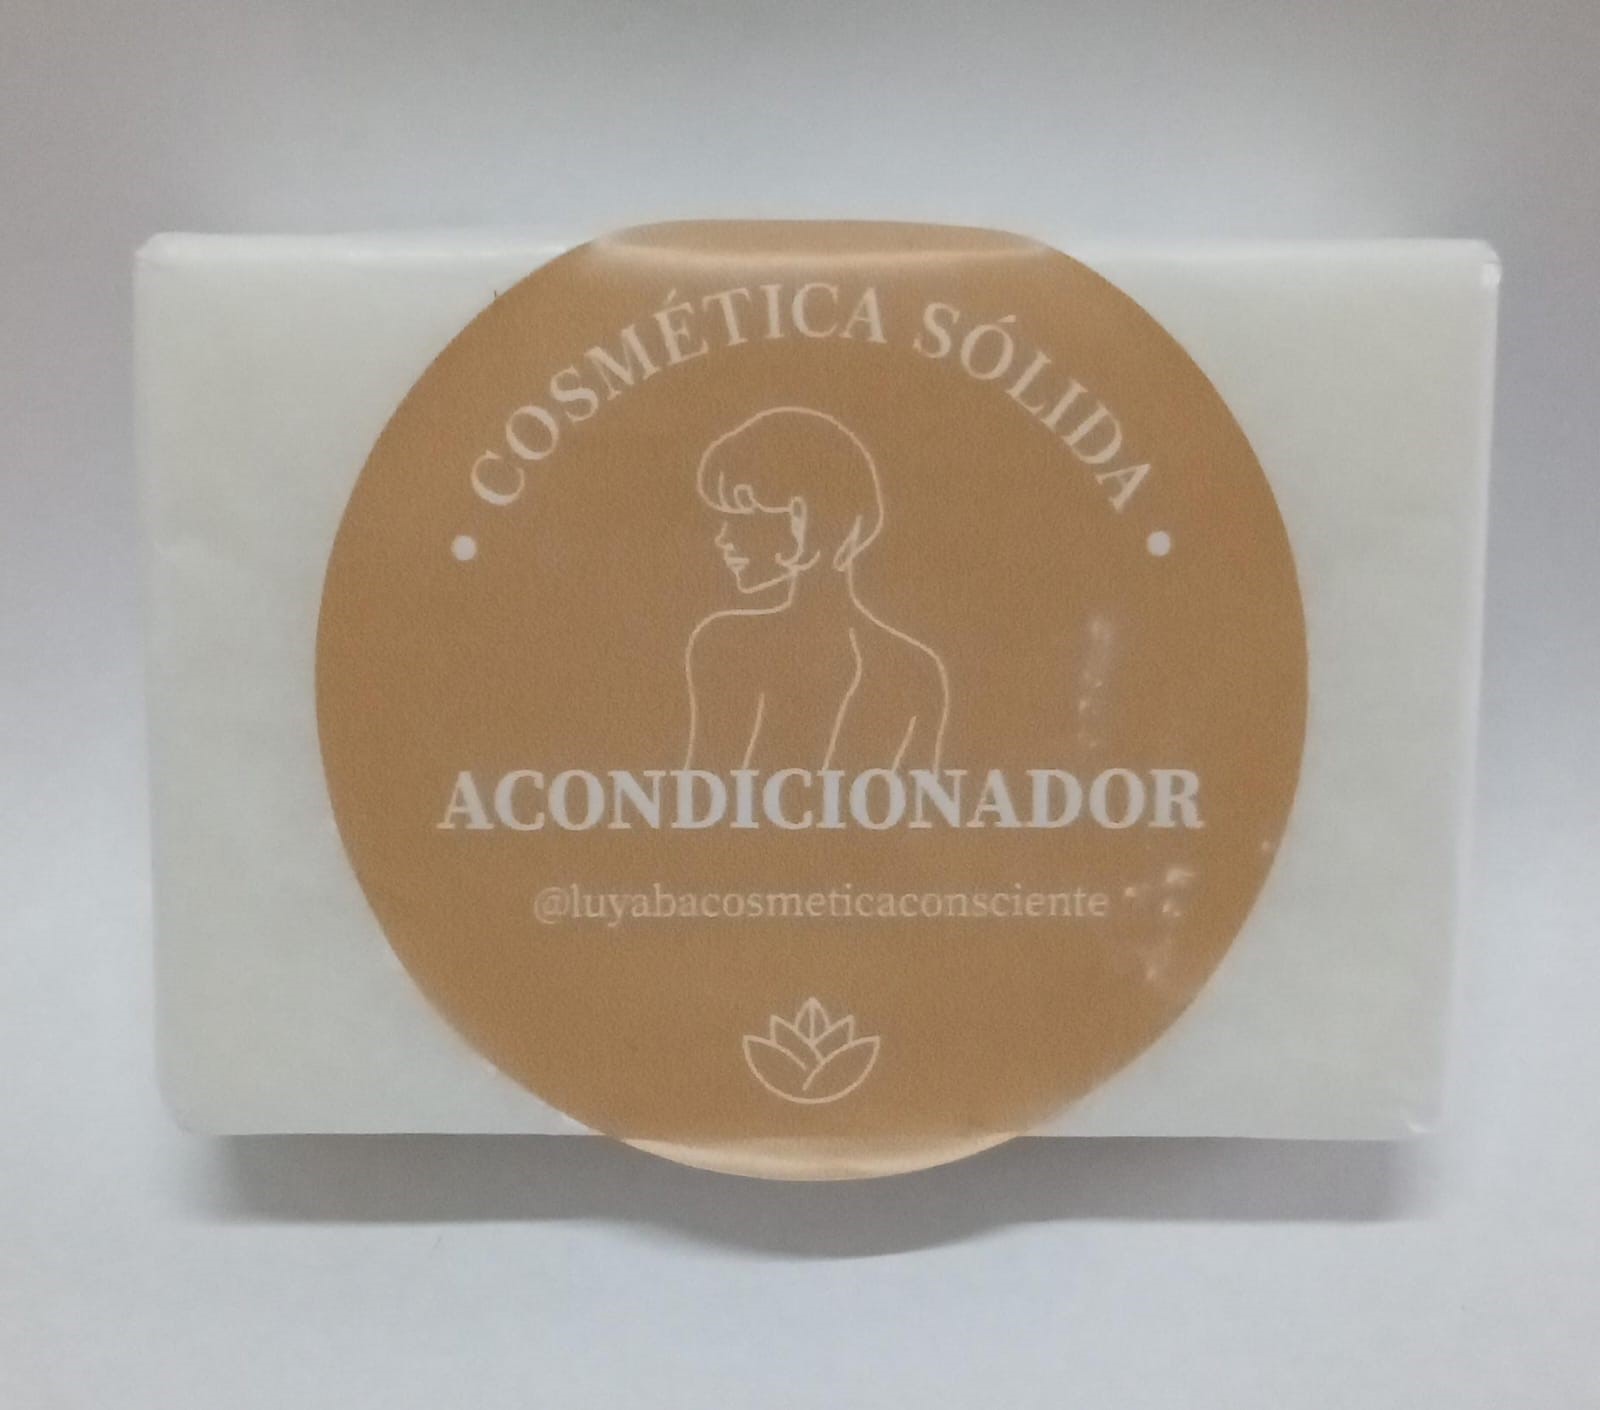 COSMÉTICA SÓLIDA
ACONDICIONADOR
@luyabacosmeticaconsciente